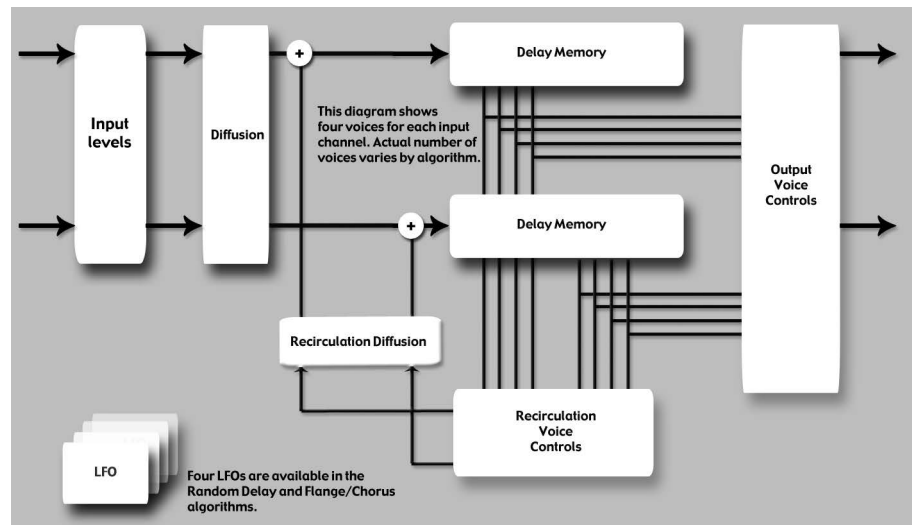 Input
levels
Diffusion
+
Delay Memory
This diagram shows
four voices for each input
channel. Actual number of
voices varies by algorithm.
+
Delay Memory
Output
Voice
Controls
Recirculation Diffusion
Recirculation
Voice
Controls
LFO
Four LFOs are available in the
Random Delay and Flange/Chorus
algorithms.